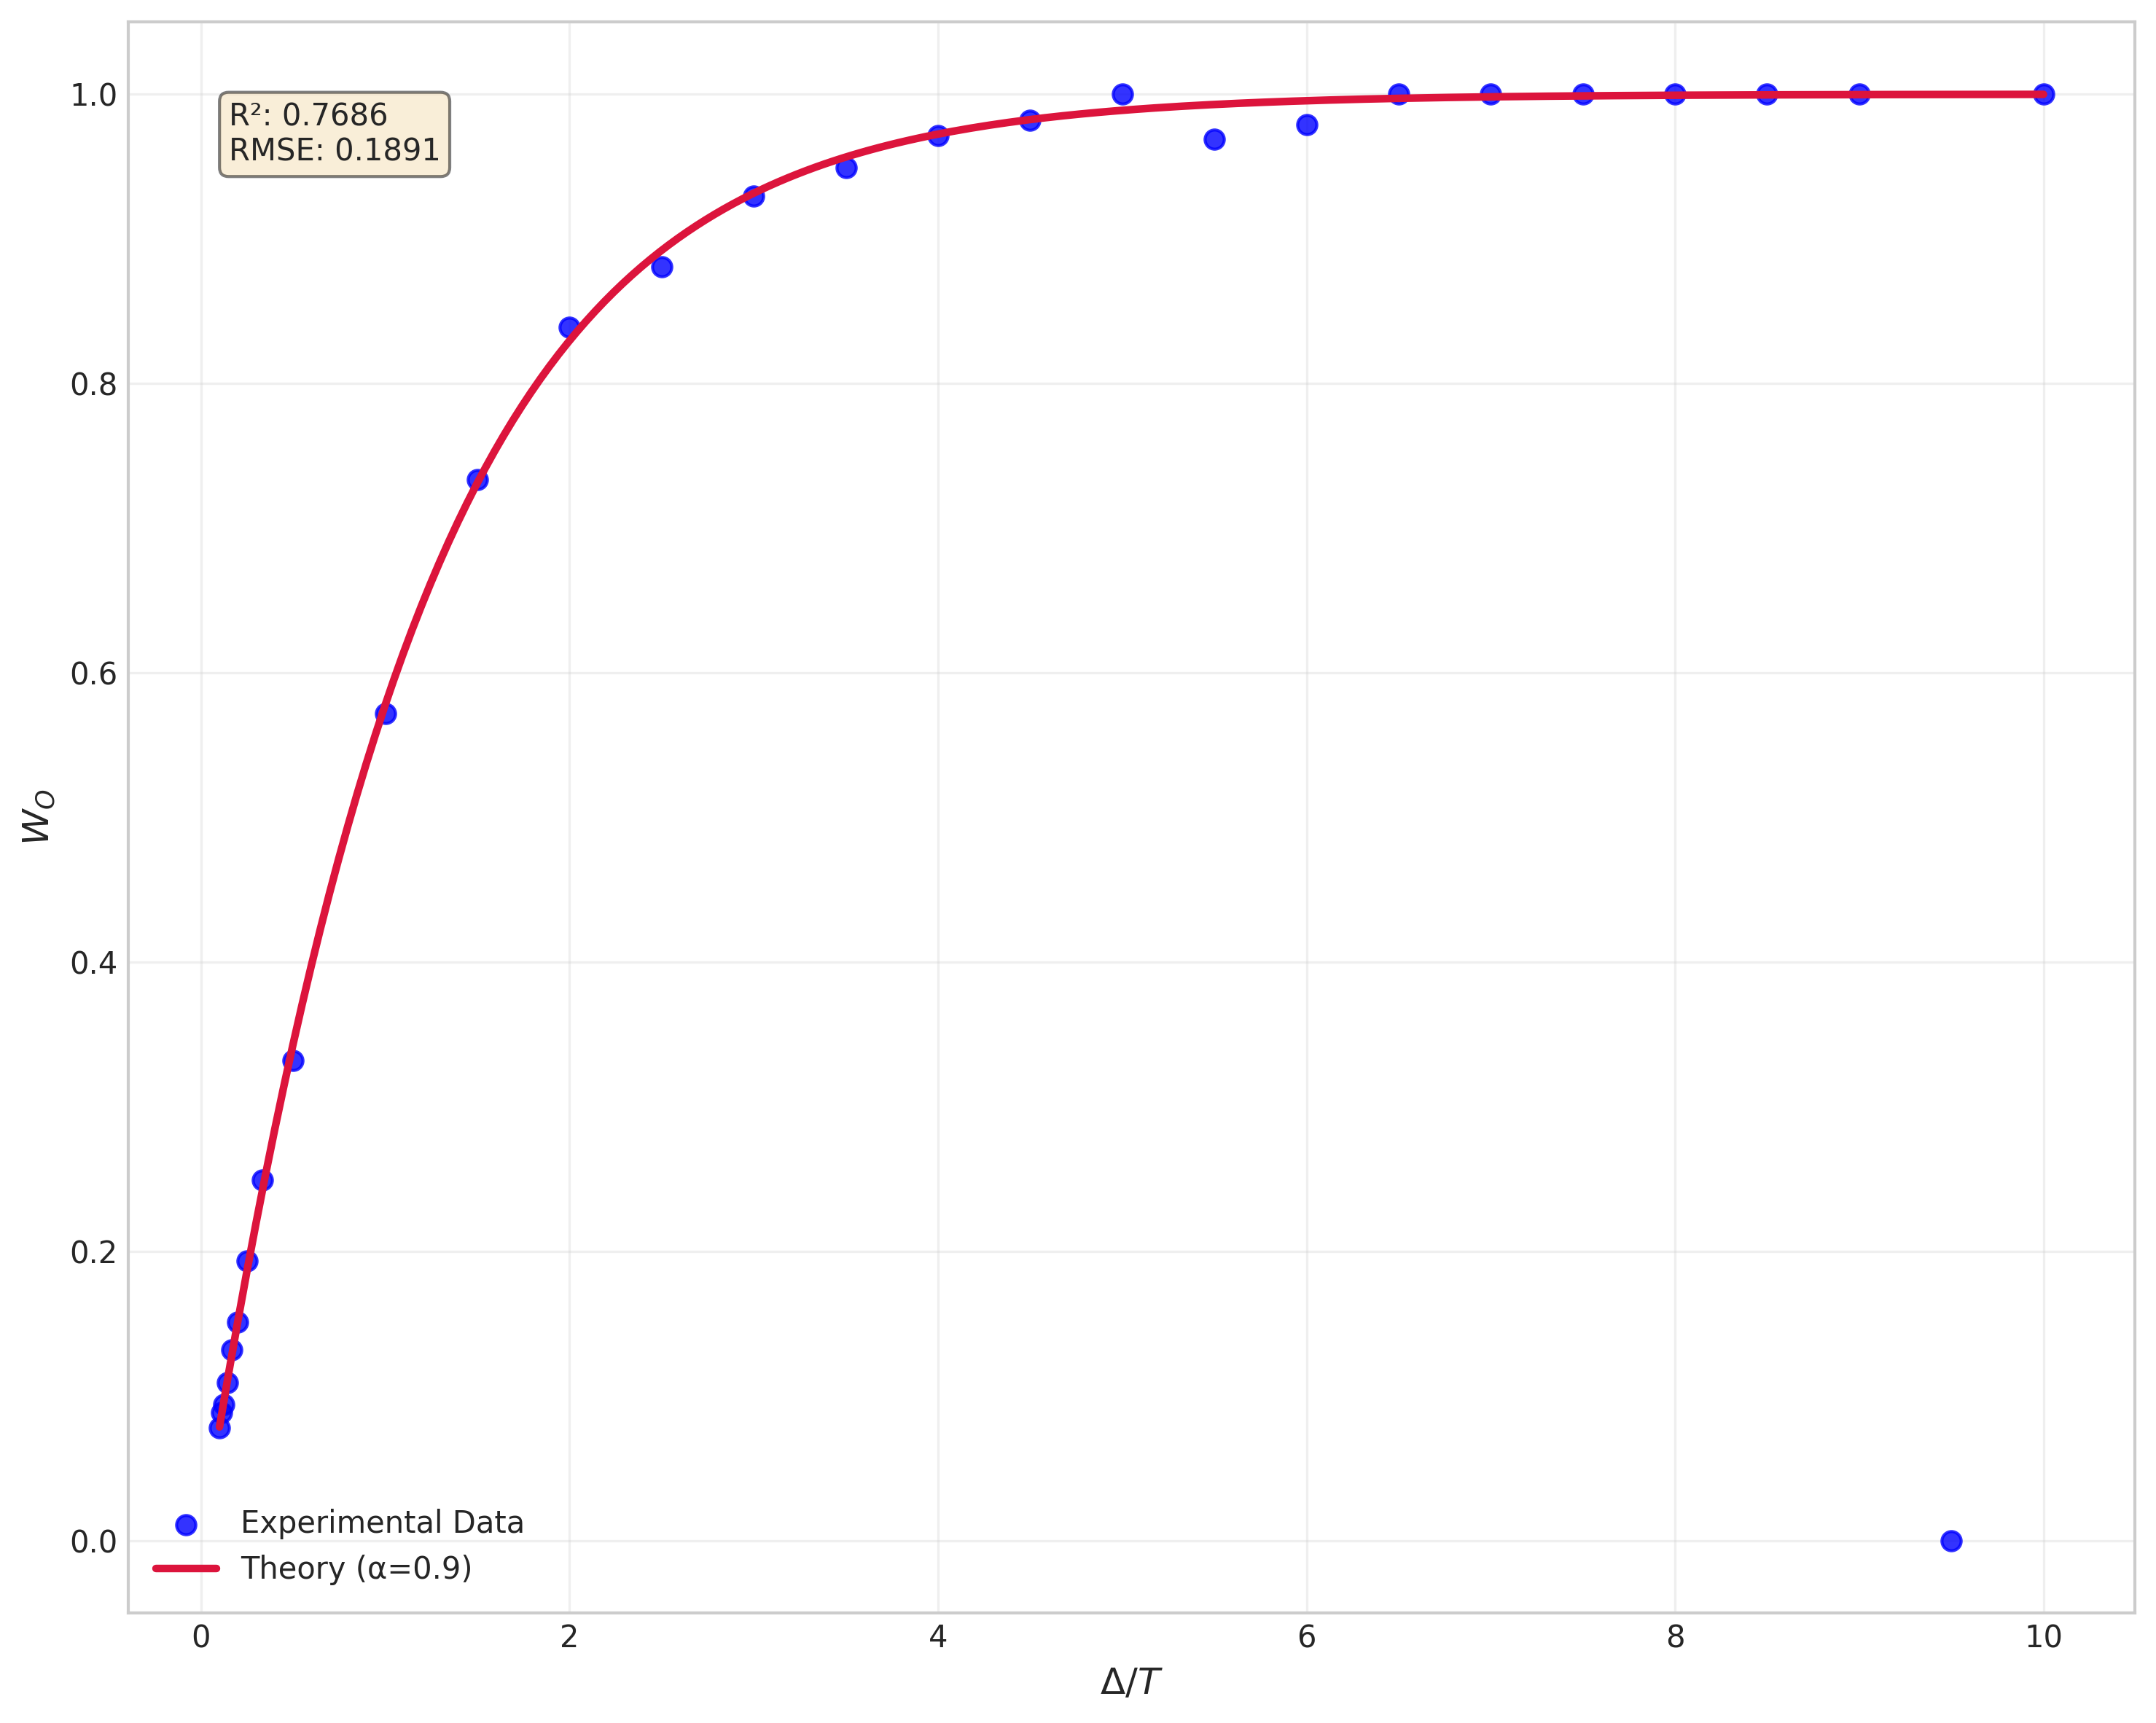 R²: 0.7686
RMSE: 0.1891
1.0
0.8
0.6
0.4
0.2
0.0
W_O
Experimental Data
Theory (α=0.9)
0 2 4 6 8 10
Δ/T